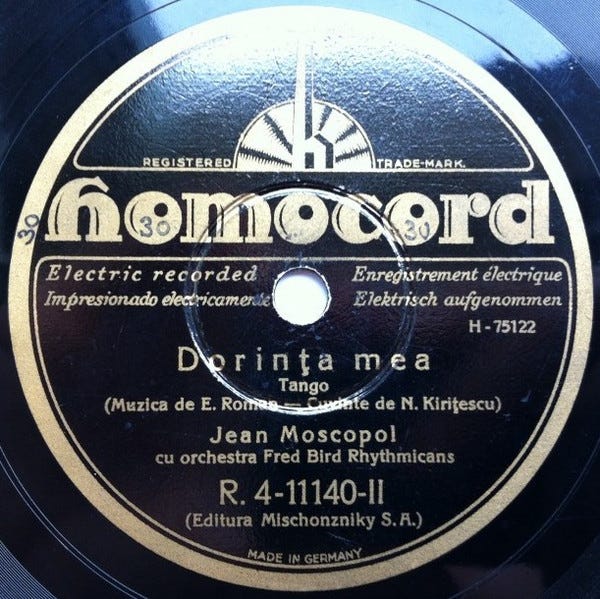 REGISTERED TRADE-MARK.
homocord
30 30 30
Electric recorded Enregistrement électrique
Impresionado electricamente Elektrisch aufgenommen
H-75122
Dorinţa mea
Tango
(Muzica de E. Roman — Cuvinte de N. Kiriţescu)
Jean Moscopol
cu orchestra Fred Bird Rhythmicans
R. 4-11140-II
(Editura Mischonzniky S.A.)
MADE IN GERMANY